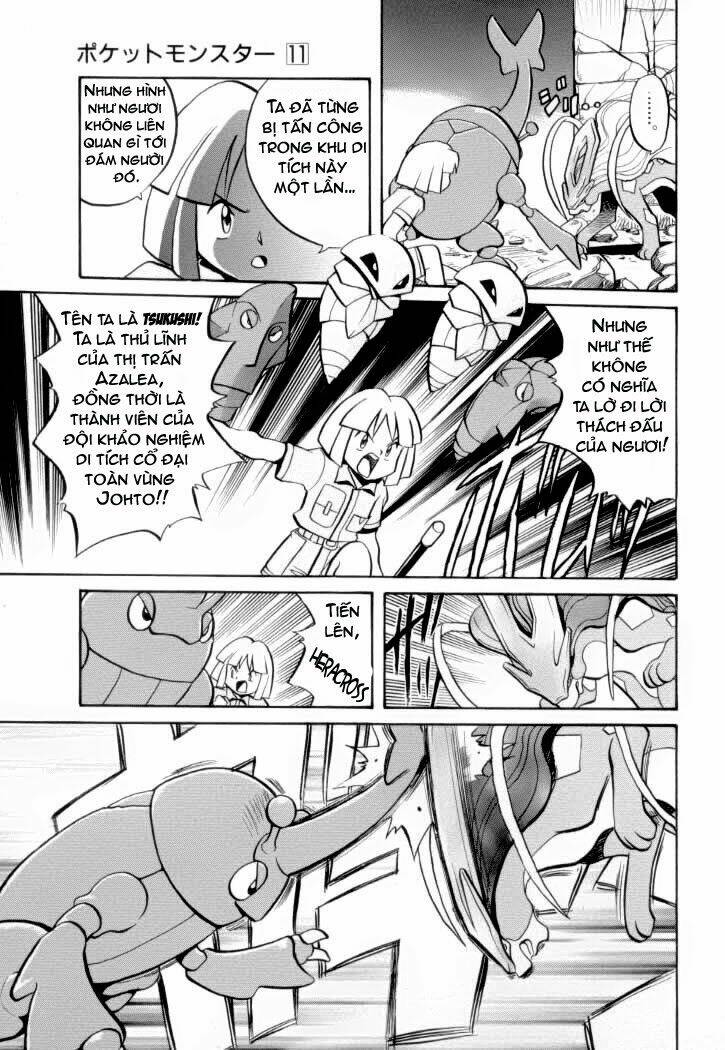 ポケットモンスター 11
………
Ta đã từng
bị tấn công
trong khu di
tích này
một lần...
Nhưng hình
như ngươi
không liên
quan gì tới
đám người
đó.
Nhưng
như thế
không
có nghĩa
ta lờ đi lời
thách đấu
của ngươi!
Tên ta là TSUKUSHI!
Ta là thủ lĩnh
của thị trấn
Azalea,
đồng thời là
thành viên của
đội khảo nghiệm
di tích cổ đại
toàn vùng
Johto!!
Tiến
lên,
HERACROSS